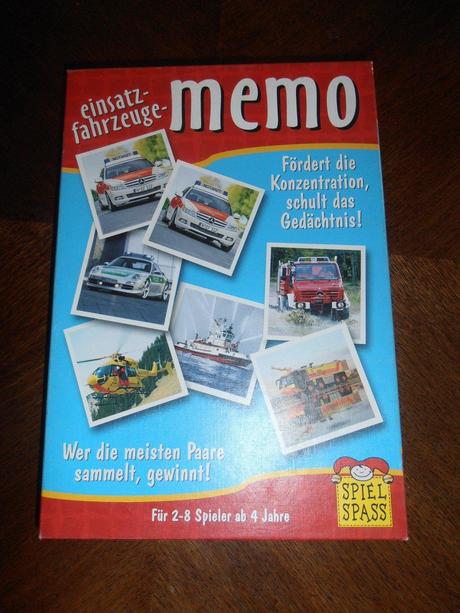 einsatz-
fahrzeuge-
memo
Fördert die
Konzentration,
schult das
Gedächtnis!
Wer die meisten Paare
sammelt, gewinnt!
Für 2-8 Spieler ab 4 Jahre
SPIEL
SPASS